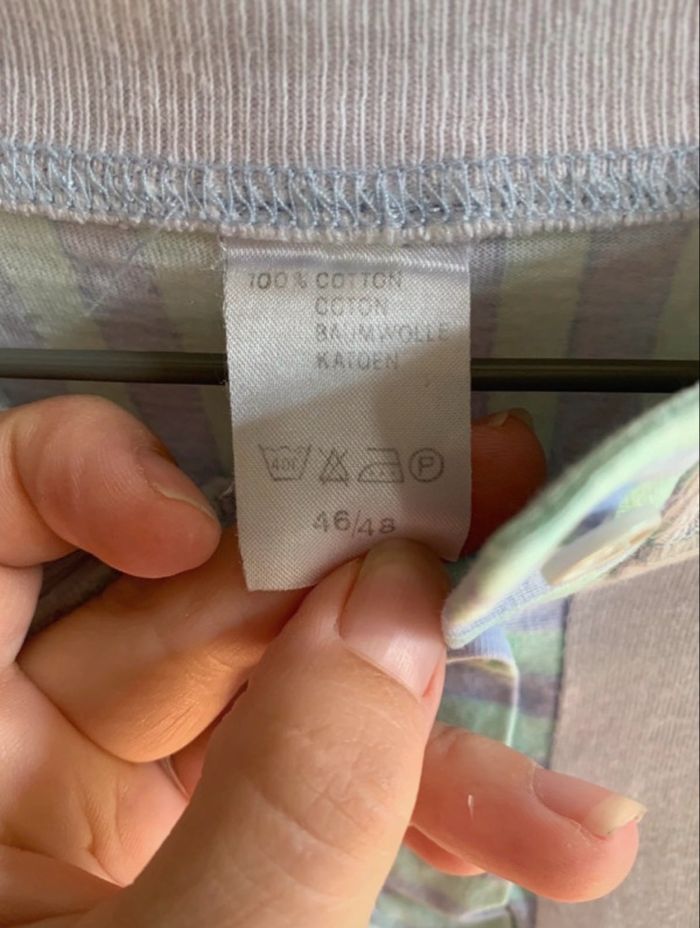 100% COTTON
COTON
BAUMWOLLE
KATOEN
40° P
46/48